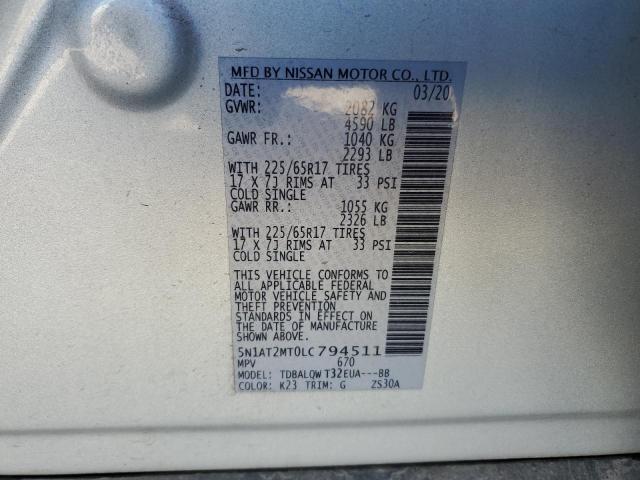 MFD BY NISSAN MOTOR CO., LTD.
DATE: 03/20
GVWR: 2082 KG
4590 LB
GAWR FR.: 1040 KG
2293 LB
WITH 225/65R17 TIRES
17 X 7J RIMS AT 33 PSI
COLD SINGLE
GAWR RR.: 1055 KG
2326 LB
WITH 225/65R17 TIRES
17 X 7J RIMS AT 33 PSI
COLD SINGLE
THIS VEHICLE CONFORMS TO
ALL APPLICABLE FEDERAL
MOTOR VEHICLE SAFETY AND
THEFT PREVENTION
STANDARDS IN EFFECT ON
THE DATE OF MANUFACTURE
SHOWN ABOVE.
5N1AT2MT0LC794511
MPV 670
MODEL: TDBALQW T32EUA---BB
COLOR: K23 TRIM: G ZS30A